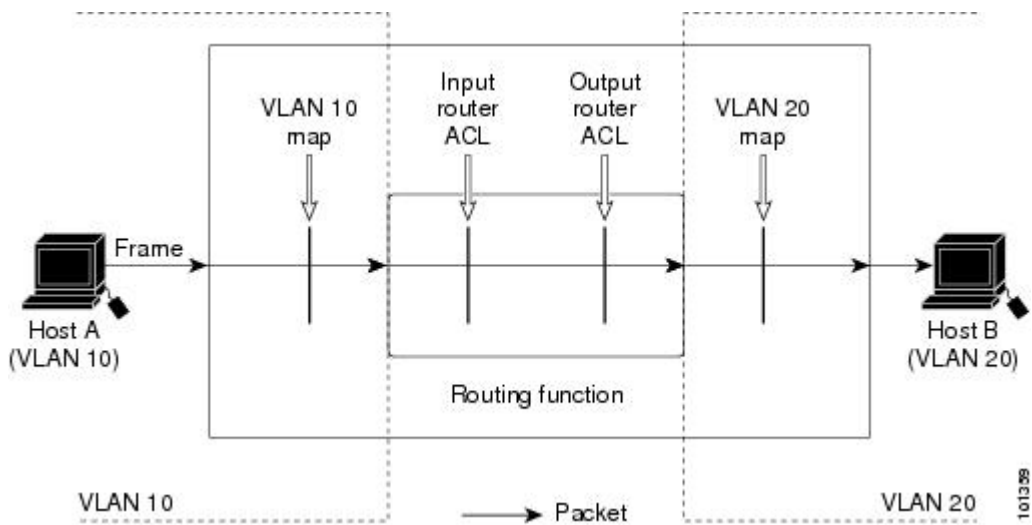 Input
router
ACL
Output
router
ACL
VLAN 10
map
VLAN 20
map
Frame
Host A
(VLAN 10)
Host B
(VLAN 20)
Routing function
VLAN 10
Packet
VLAN 20
101359